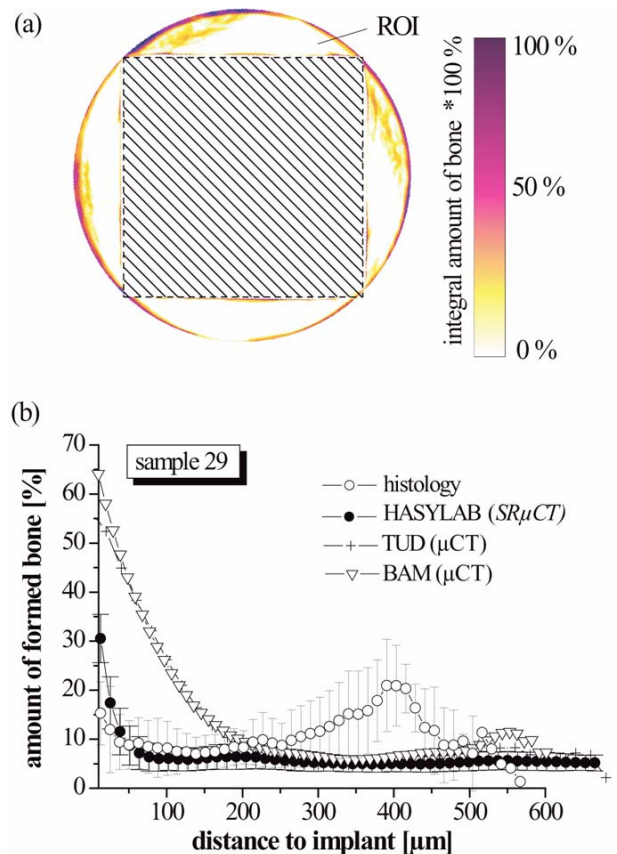 (a)
ROI
integral amount of bone *100 %
100 %
50 %
0 %
(b)
amount of formed bone [%]
70
60
50
40
30
20
10
0
sample 29
histology
HASYLAB (SRμCT)
TUD (μCT)
BAM (μCT)
100 200 300 400 500 600
distance to implant [μm]